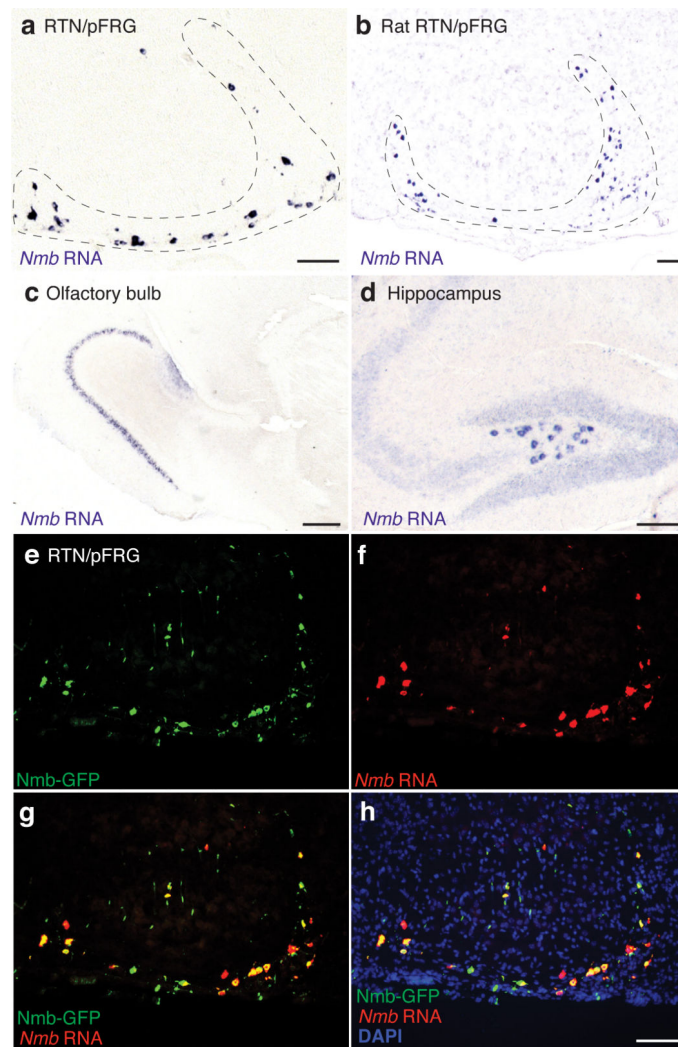 a RTN/pFRG
Nmb RNA
b Rat RTN/pFRG
Nmb RNA
c Olfactory bulb
Nmb RNA
d Hippocampus
Nmb RNA
e RTN/pFRG
Nmb-GFP
f
Nmb RNA
g
Nmb-GFP
Nmb RNA
h
Nmb-GFP
Nmb RNA
DAPI